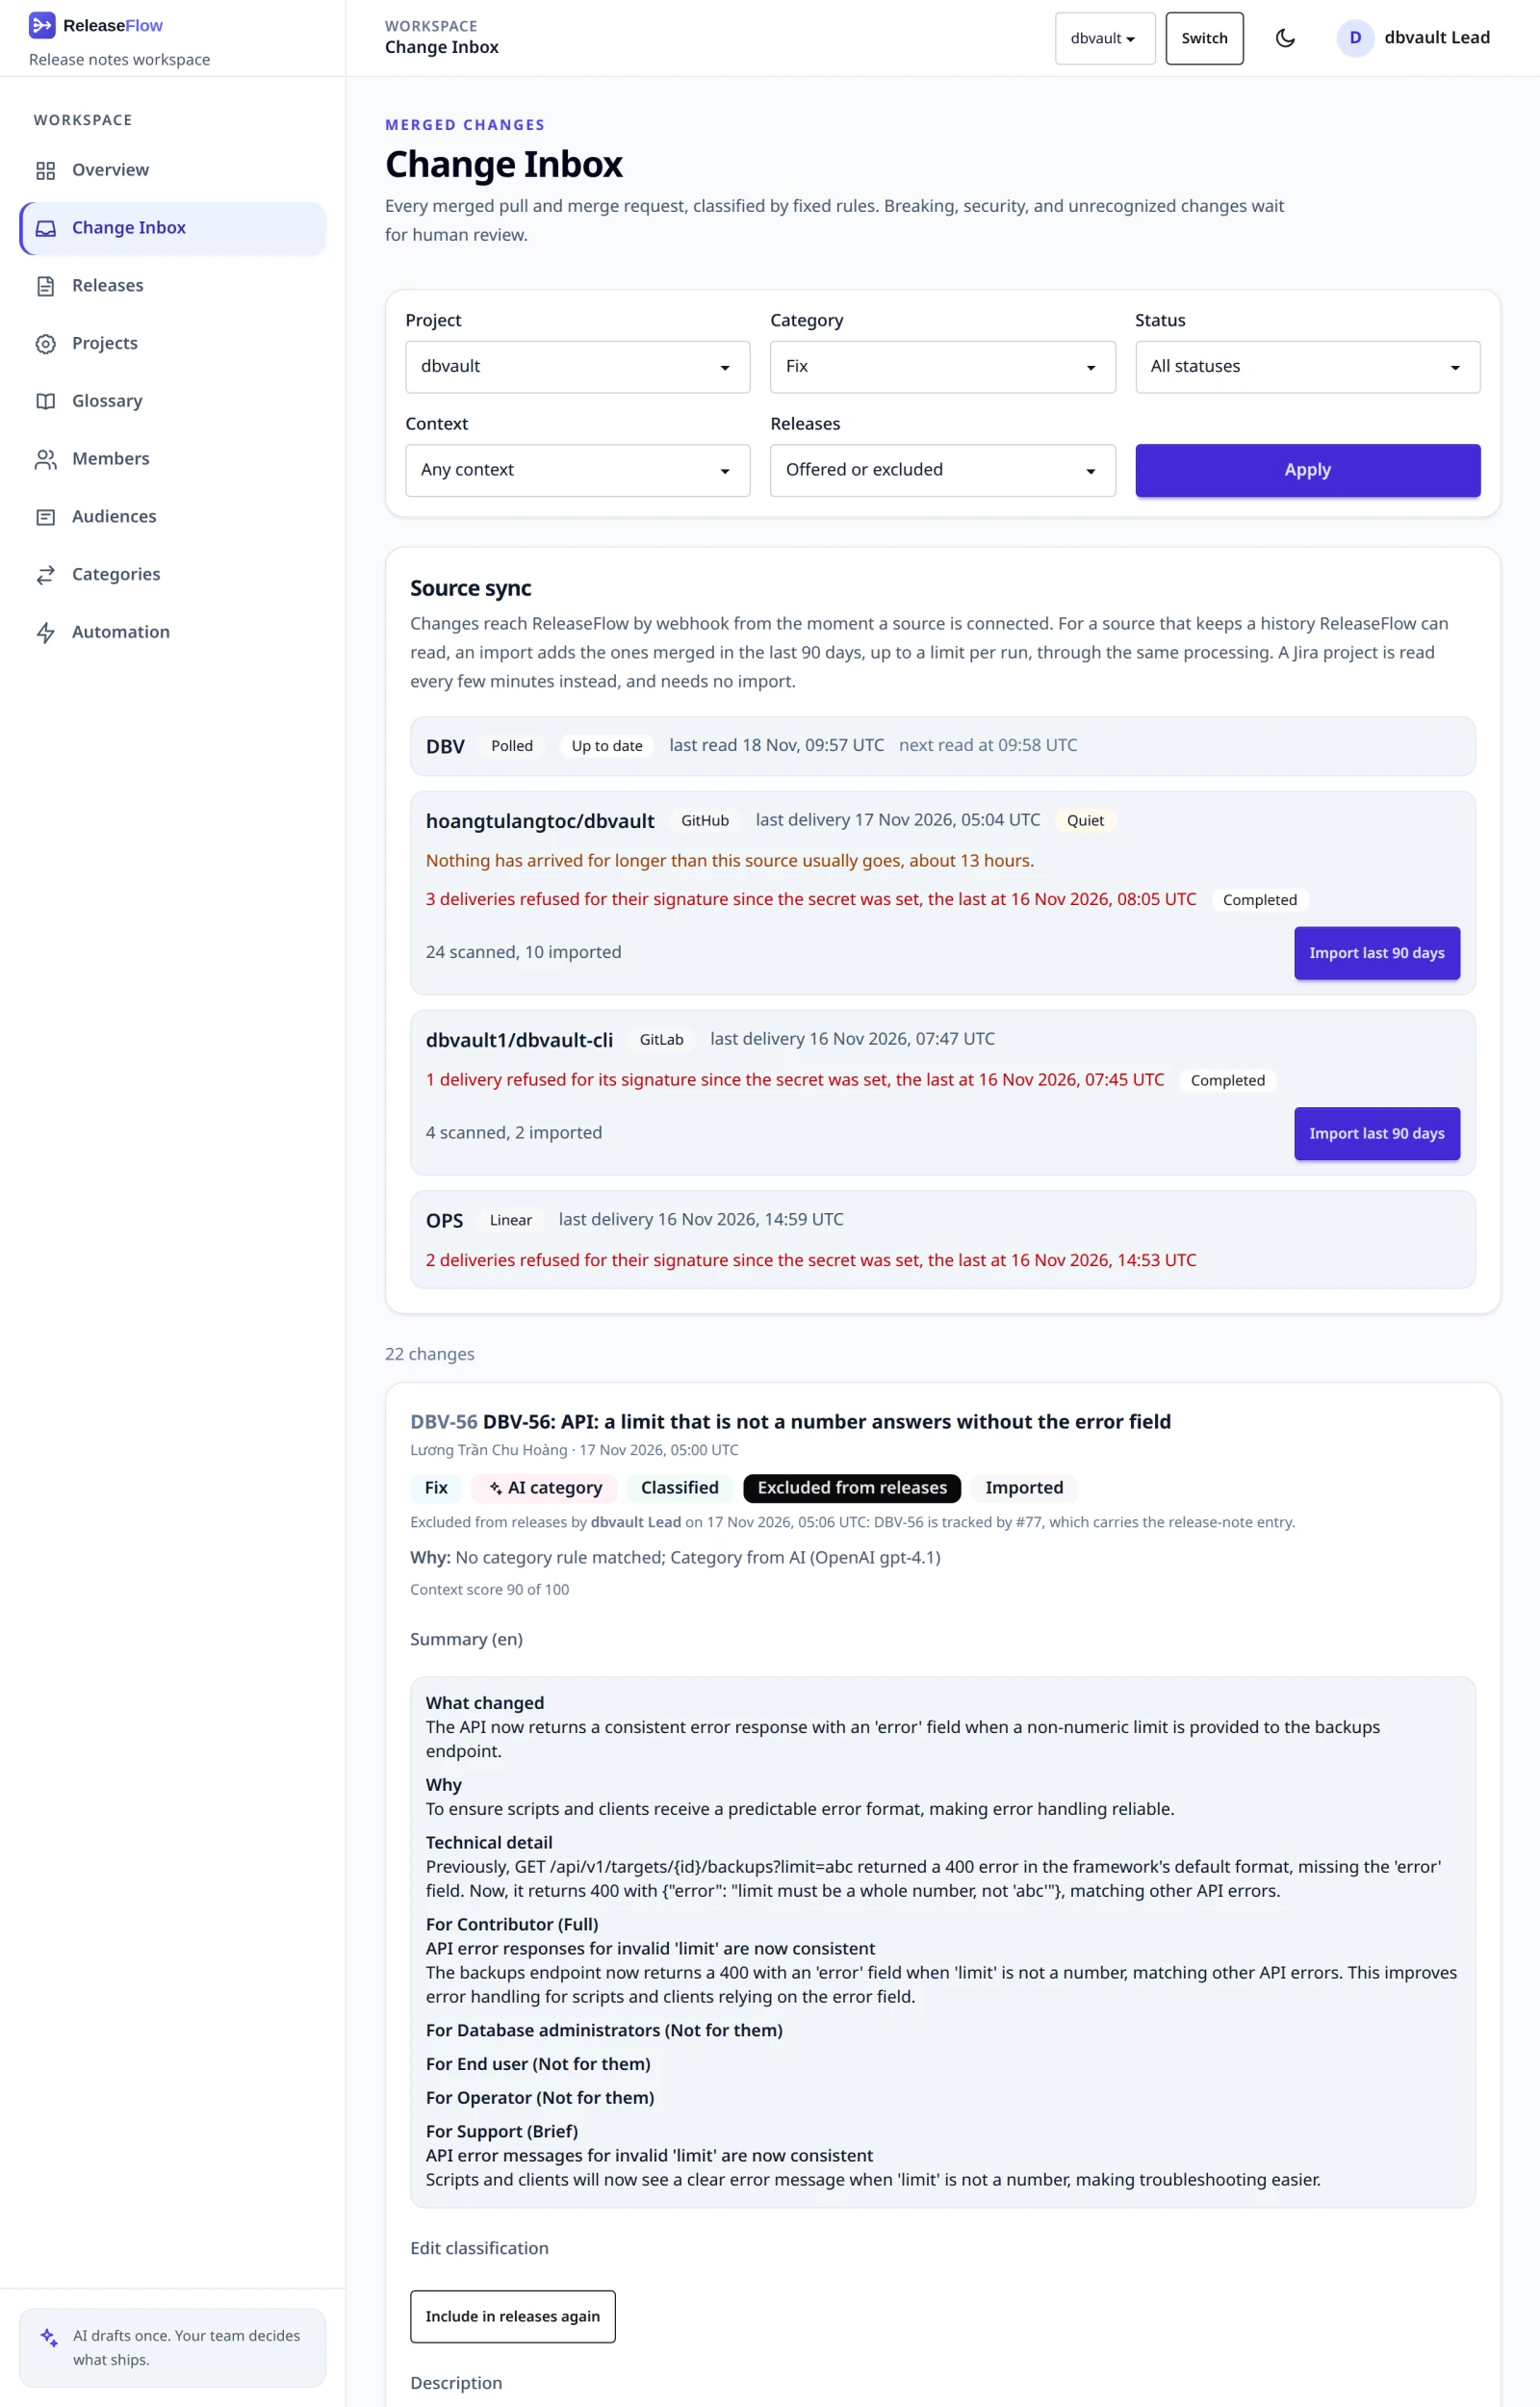 ReleaseFlow
Release notes workspace
WORKSPACE
Change Inbox
dbvault
Switch
D
dbvault Lead
WORKSPACE
Overview
Change Inbox
Releases
Projects
Glossary
Members
Audiences
Categories
Automation
MERGED CHANGES
Change Inbox
Every merged pull and merge request, classified by fixed rules. Breaking, security, and unrecognized changes wait
for human review.
Project
Category
Status
dbvault
Fix
All statuses
Context
Releases
Any context
Offered or excluded
Apply
Source sync
Changes reach ReleaseFlow by webhook from the moment a source is connected. For a source that keeps a history ReleaseFlow can
read, an import adds the ones merged in the last 90 days, up to a limit per run, through the same processing. A Jira project is read
every few minutes instead, and needs no import.
DBV Polled Up to date last read 18 Nov, 09:57 UTC next read at 09:58 UTC
hoangtulangtoc/dbvault GitHub last delivery 17 Nov 2026, 05:04 UTC Quiet
Nothing has arrived for longer than this source usually goes, about 13 hours.
3 deliveries refused for their signature since the secret was set, the last at 16 Nov 2026, 08:05 UTC Completed
24 scanned, 10 imported
Import last 90 days
dbvault1/dbvault-cli GitLab last delivery 16 Nov 2026, 07:47 UTC
1 delivery refused for its signature since the secret was set, the last at 16 Nov 2026, 07:45 UTC Completed
4 scanned, 2 imported
Import last 90 days
OPS Linear last delivery 16 Nov 2026, 14:59 UTC
2 deliveries refused for their signature since the secret was set, the last at 16 Nov 2026, 14:53 UTC
22 changes
DBV-56 DBV-56: API: a limit that is not a number answers without the error field
Lương Trần Chu Hoàng · 17 Nov 2026, 05:00 UTC
Fix AI category Classified Excluded from releases Imported
Excluded from releases by dbvault Lead on 17 Nov 2026, 05:06 UTC: DBV-56 is tracked by #77, which carries the release-note entry.
Why: No category rule matched; Category from AI (OpenAI gpt-4.1)
Context score 90 of 100
Summary (en)
What changed
The API now returns a consistent error response with an 'error' field when a non-numeric limit is provided to the backups
endpoint.
Why
To ensure scripts and clients receive a predictable error format, making error handling reliable.
Technical detail
Previously, GET /api/v1/targets/{id}/backups?limit=abc returned a 400 error in the framework's default format, missing the 'error'
field. Now, it returns 400 with {"error": "limit must be a whole number, not 'abc'"}, matching other API errors.
For Contributor (Full)
API error responses for invalid 'limit' are now consistent
The backups endpoint now returns a 400 with an 'error' field when 'limit' is not a number, matching other API errors. This improves
error handling for scripts and clients relying on the error field.
For Database administrators (Not for them)
For End user (Not for them)
For Operator (Not for them)
For Support (Brief)
API error messages for invalid 'limit' are now consistent
Scripts and clients will now see a clear error message when 'limit' is not a number, making troubleshooting easier.
Edit classification
Include in releases again
Description
AI drafts once. Your team decides
what ships.